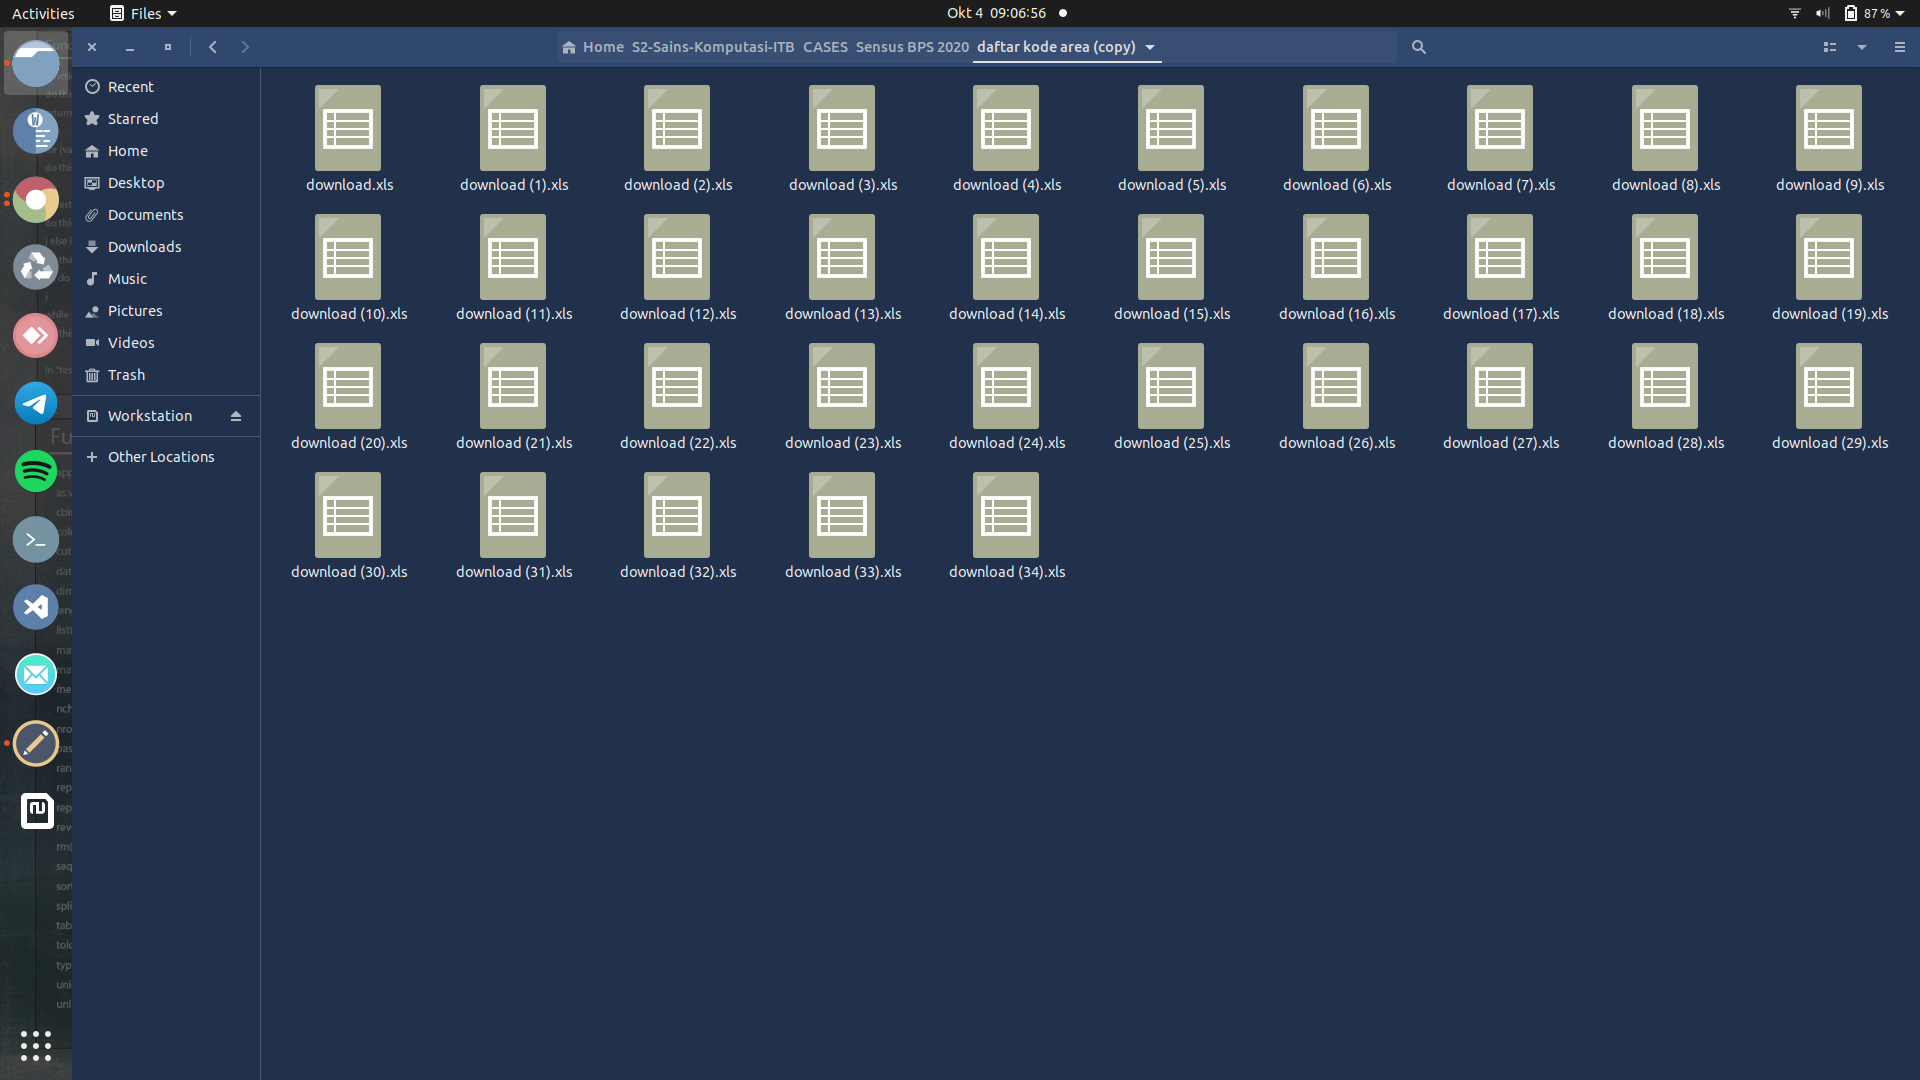 Activities Files Okt 4 09:06:56 87 %
Home S2-Sains-Komputasi-ITB CASES Sensus BPS 2020 daftar kode area (copy)
Recent
Starred
Home
Desktop
Documents
Downloads
Music
Pictures
Videos
Trash
Workstation
Other Locations
download.xls download (1).xls download (2).xls download (3).xls download (4).xls download (5).xls download (6).xls download (7).xls download (8).xls download (9).xls
download (10).xls download (11).xls download (12).xls download (13).xls download (14).xls download (15).xls download (16).xls download (17).xls download (18).xls download (19).xls
download (20).xls download (21).xls download (22).xls download (23).xls download (24).xls download (25).xls download (26).xls download (27).xls download (28).xls download (29).xls
download (30).xls download (31).xls download (32).xls download (33).xls download (34).xls